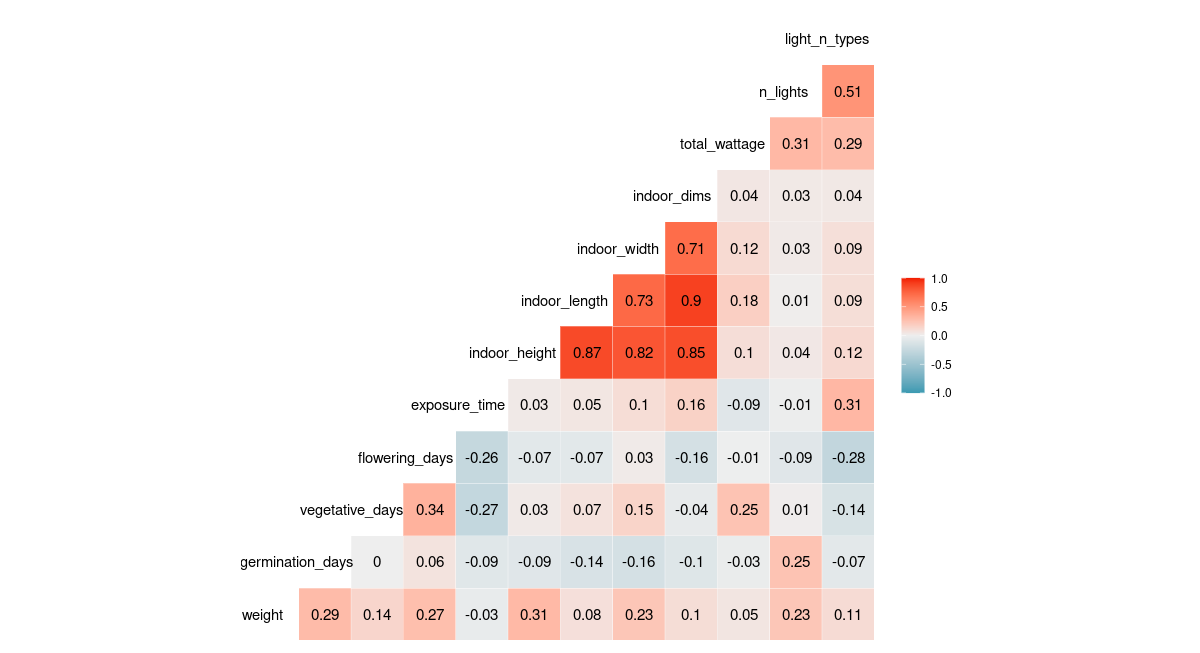 light_n_types
n_lights 0.51
total_wattage 0.31 0.29
indoor_dims 0.04 0.03 0.04
indoor_width 0.71 0.12 0.03 0.09
indoor_length 0.73 0.9 0.18 0.01 0.09
indoor_height 0.87 0.82 0.85 0.1 0.04 0.12
exposure_time 0.03 0.05 0.1 0.16 -0.09 -0.01 0.31
flowering_days -0.26 -0.07 -0.07 0.03 -0.16 -0.01 -0.09 -0.28
vegetative_days 0.34 -0.27 0.03 0.07 0.15 -0.04 0.25 0.01 -0.14
germination_days 0 0.06 -0.09 -0.09 -0.14 -0.16 -0.1 -0.03 0.25 -0.07
weight 0.29 0.14 0.27 -0.03 0.31 0.08 0.23 0.1 0.05 0.23 0.11
1.0
0.5
0.0
-0.5
-1.0